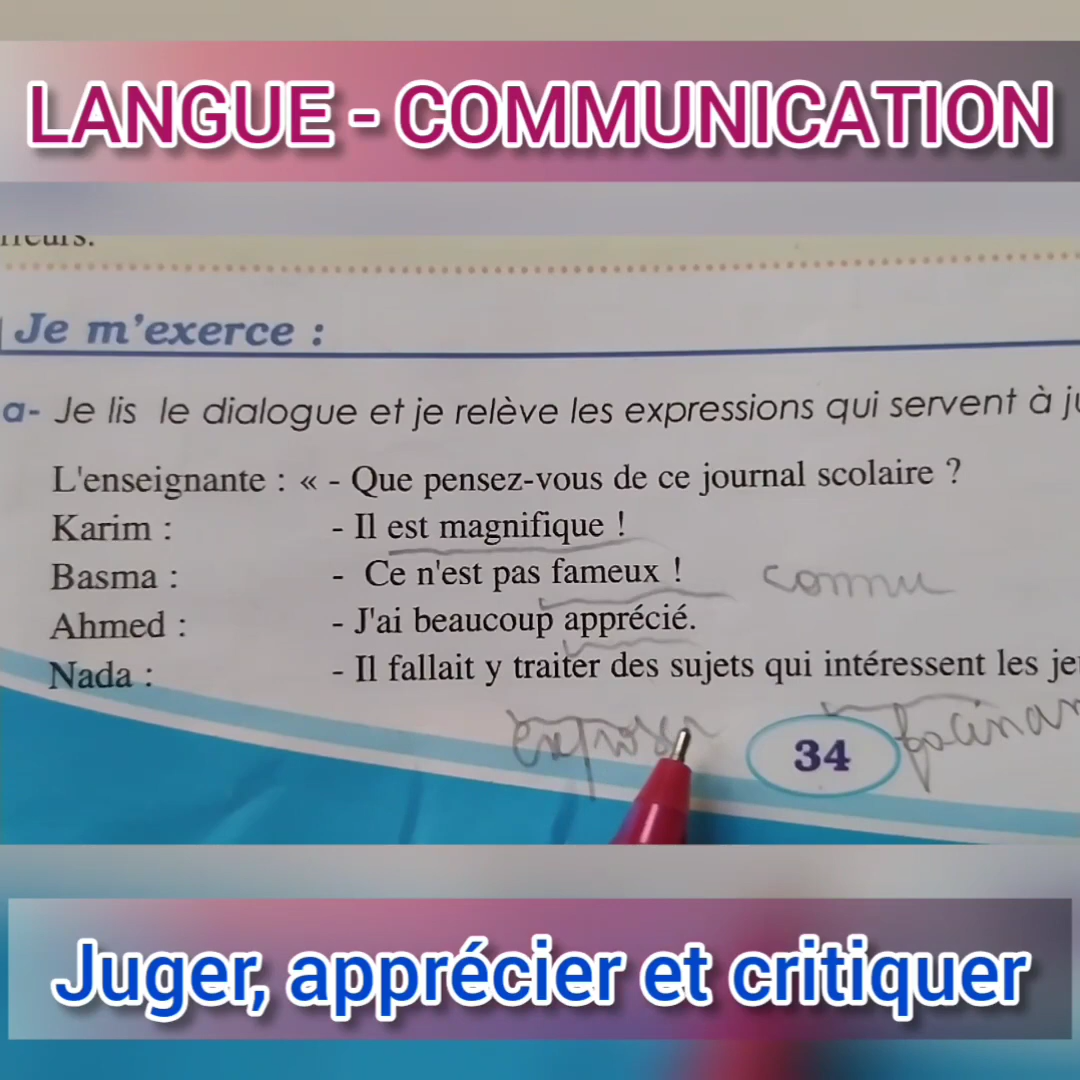 LANGUE - COMMUNICATION
Je m'exerce :
a- Je lis le dialogue et je relève les expressions qui servent à
L'enseignante : « - Que pensez-vous de ce journal scolaire ?
Karim : - Il est magnifique !
Basma : - Ce n'est pas fameux ! connu
Ahmed : - J'ai beaucoup apprécié.
Nada : - Il fallait y traiter des sujets qui intéressent les
34
Juger, apprécier et critiquer